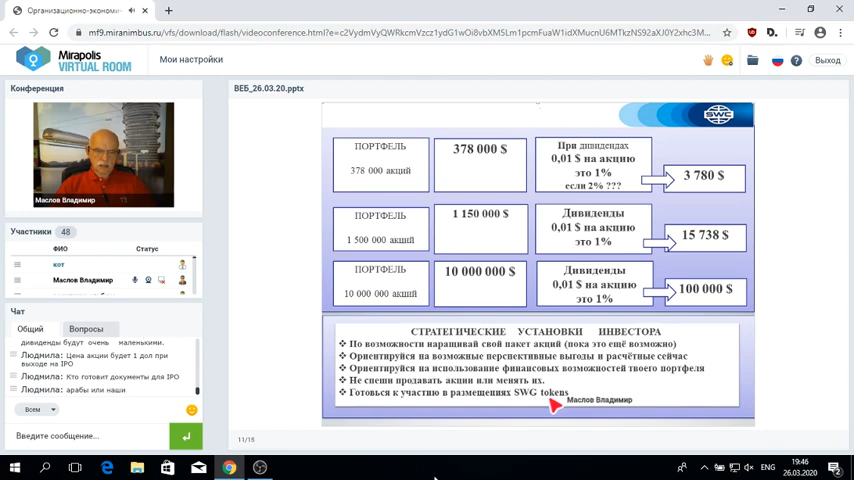 Организационно-экономи
mf9.miranimbus.ru/vfs/download/flash/videoconference.html?e=c2VydmVyQWRkcmVzcz1ydG1wOi8vbXMSLm1pcmFuaW1idXMucnU6MTkzNS92aXJ0Y2xhc3M...
Mirapolis
VIRTUAL ROOM
Мои настройки
Выход
Конференция
ВЕБ_26.03.20.pptx
Маслов Владимир
SWG
ПОРТФЕЛЬ
378 000 акций
378 000 $
При дивидендах
0,01 $ на акцию
это 1%
если 2% ???
3 780 $
ПОРТФЕЛЬ
1 500 000 акций
1 150 000 $
Дивиденды
0,01 $ на акцию
это 1%
15 738 $
ПОРТФЕЛЬ
10 000 000 акций
10 000 000 $
Дивиденды
0,01 $ на акцию
это 1%
100 000 $
СТРАТЕГИЧЕСКИЕ УСТАНОВКИ ИНВЕСТОРА
По возможности наращивай свой пакет акций (пока это ещё возможно)
Ориентируйся на возможные перспективные выгоды и расчётные сейчас
Ориентируйся на использование финансовых возможностей твоего портфеля
Не спеши продавать акции или менять их.
Готовься к участию в размещениях SWG tokens
Маслов Владимир
Участники 48
ФИО Статус
кот
Маслов Владимир
Чат
Общий Вопросы
дивиденды будут очень маленькими.
Людмила: Цена акции будет 1 дол при
выходе на IPO
Людмила: Кто готовит документы для IPO
Людмила: арабы или наши
Всем
Введите сообщение...
11/15
ENG
19:46
26.03.2020
2